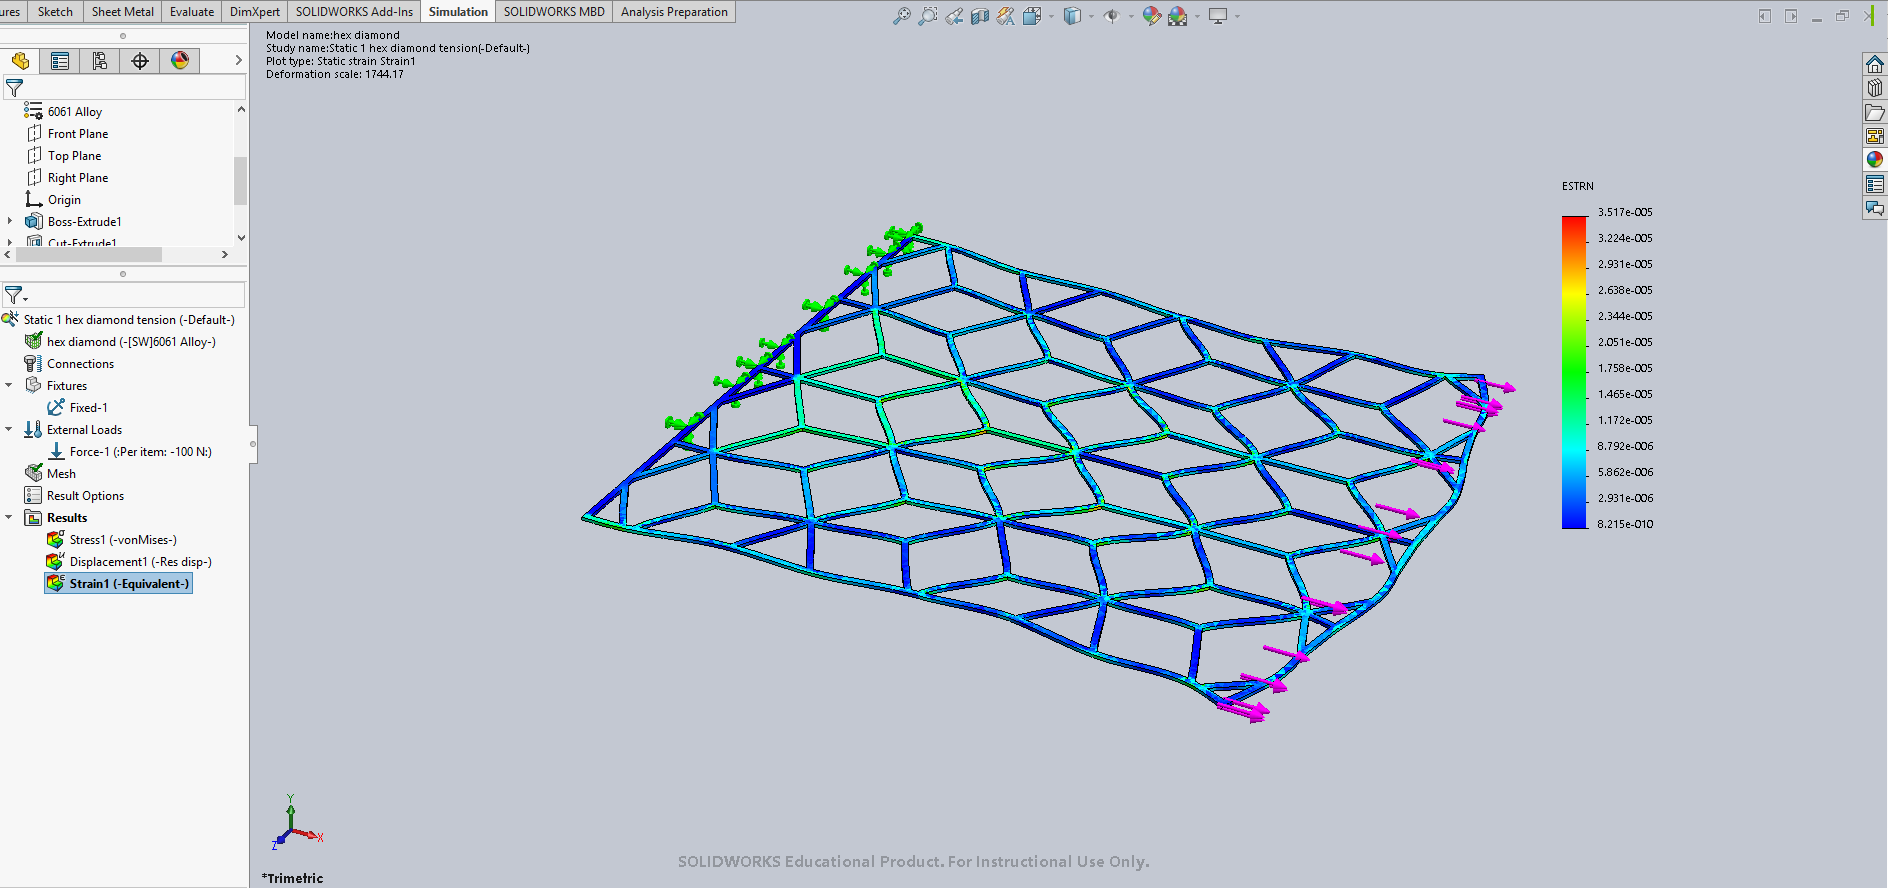 ures Sketch Sheet Metal Evaluate DimXpert SOLIDWORKS Add-Ins Simulation SOLIDWORKS MBD Analysis Preparation
Model name:hex diamond
Study name:Static 1 hex diamond tension(-Default-)
Plot type: Static strain Strain1
Deformation scale: 1744.17
6061 Alloy
Front Plane
Top Plane
Right Plane
Origin
Boss-Extrude1
Cut-Extrude1
Static 1 hex diamond tension (-Default-)
hex diamond (-[SW]6061 Alloy-)
Connections
Fixtures
Fixed-1
External Loads
Force-1 (:Per item: -100 N:)
Mesh
Result Options
Results
Stress1 (-vonMises-)
Displacement1 (-Res disp-)
Strain1 (-Equivalent-)
ESTRN
3.517e-005
3.224e-005
2.931e-005
2.638e-005
2.344e-005
2.051e-005
1.758e-005
1.465e-005
1.172e-005
8.792e-006
5.862e-006
2.931e-006
8.215e-010
Y
X
Z
SOLIDWORKS Educational Product. For Instructional Use Only.
*Trimetric